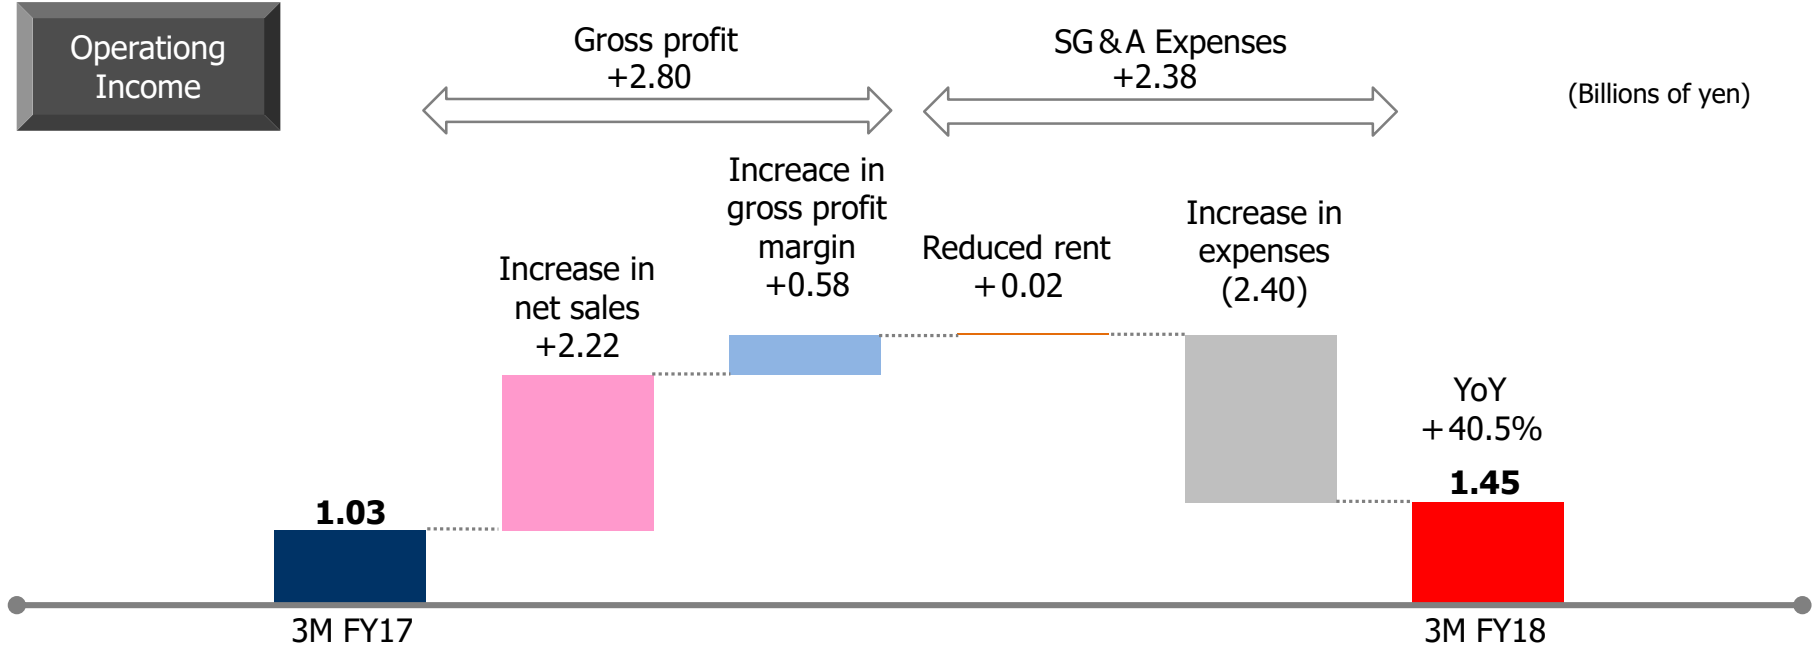 Operationg
Income
Gross profit
+2.80
SG&A Expenses
+2.38
(Billions of yen)
Increase in
net sales
+2.22
Increace in
gross profit
margin
+0.58
Reduced rent
+0.02
Increase in
expenses
(2.40)
YoY
+40.5%
1.03
1.45
3M FY17
3M FY18